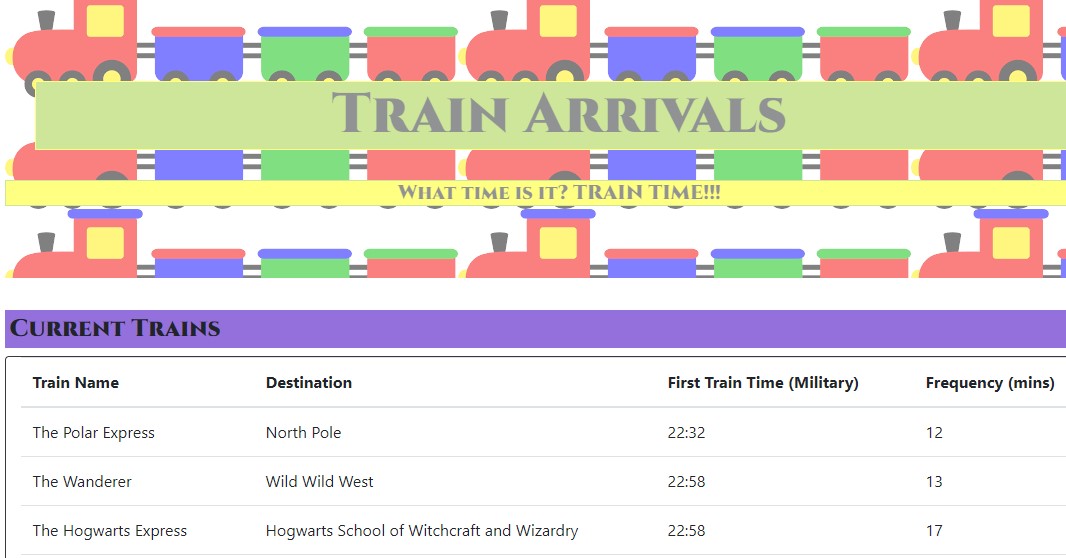 Train Arrivals
What time is it? TRAIN TIME!!!
Current Trains
Train Name Destination First Train Time (Military) Frequency (mins)
The Polar Express North Pole 22:32 12
The Wanderer Wild Wild West 22:58 13
The Hogwarts Express Hogwarts School of Witchcraft and Wizardry 22:58 17